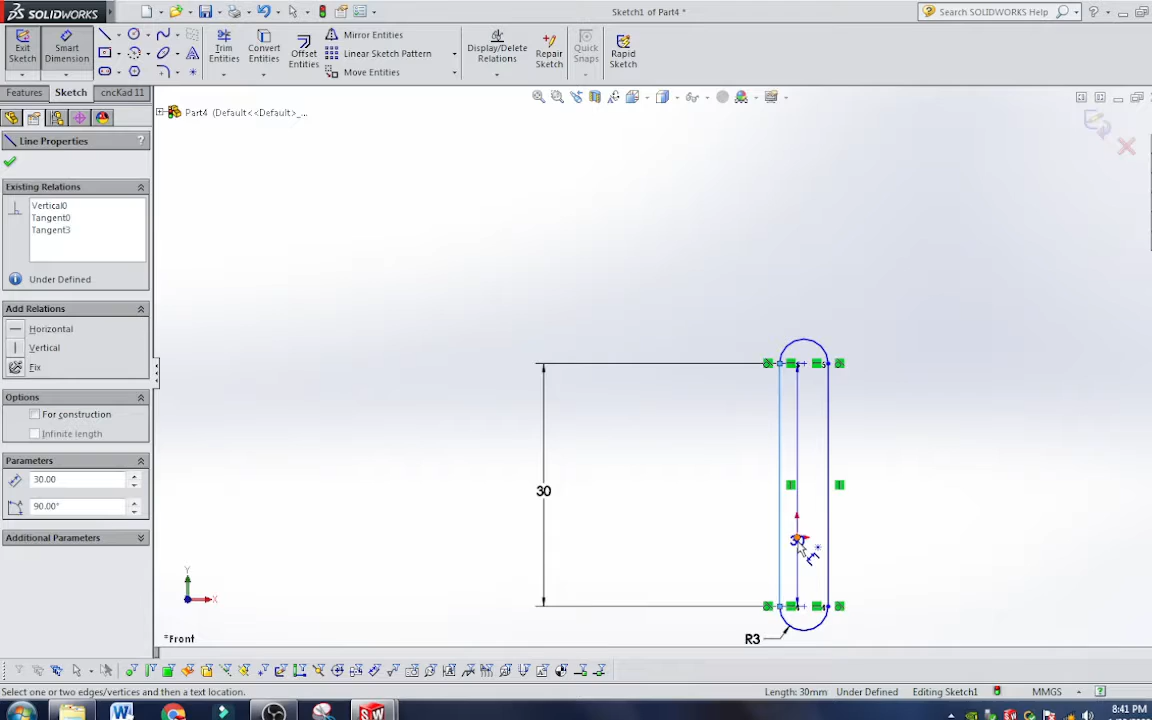 SOLIDWORKS
Sketch1 of Part4 *
Search SOLIDWORKS Help
Exit Sketch
Smart Dimension
Trim Entities
Convert Entities
Offset Entities
Mirror Entities
Linear Sketch Pattern
Move Entities
Display/Delete Relations
Repair Sketch
Quick Snaps
Rapid Sketch
Features
Sketch
cncKad 11
Part4 (Default<<Default>_...
Line Properties
?
Existing Relations
Vertical0
Tangent0
Tangent3
Under Defined
Add Relations
Horizontal
Vertical
Fix
Options
For construction
Infinite length
Parameters
30.00
90.00°
Additional Parameters
30
R3
Y
X
*Front
Select one or two edges/vertices and then a text location.
Length: 30mm
Under Defined
Editing Sketch1
MMGS
8:41 PM